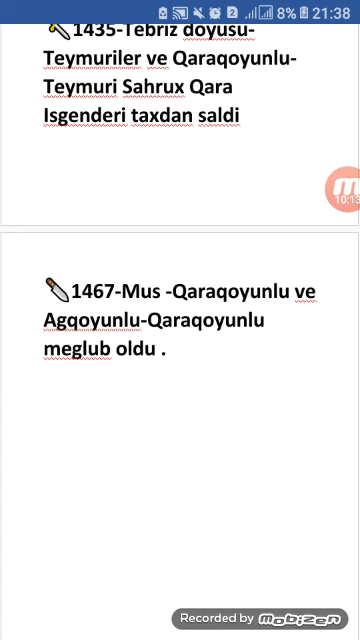 8% 21:38
1435-Tebriz doyusu-
Teymuriler ve Qaraqoyunlu-
Teymuri Sahrux Qara
Isgenderi taxdan saldi
10:13
1467-Mus -Qaraqoyunlu ve
Agqoyunlu-Qaraqoyunlu
meglub oldu .
Recorded by mobizen